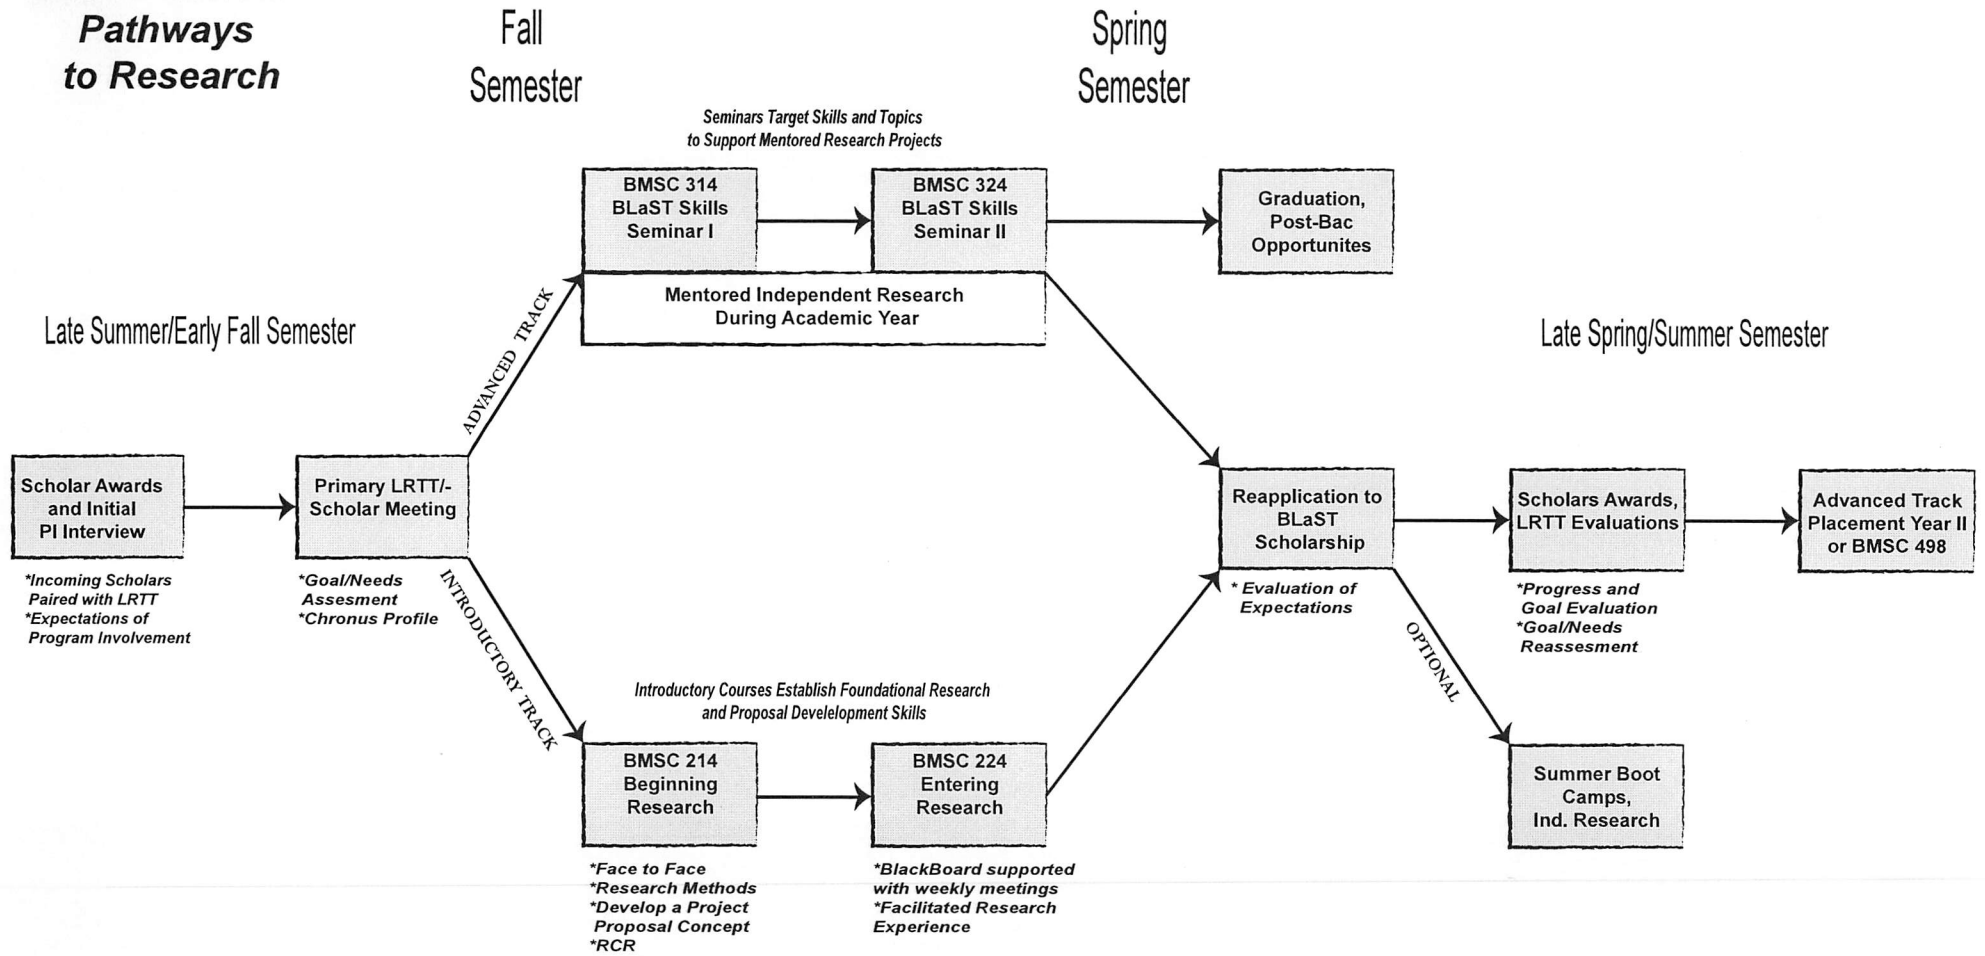 Pathways
to Research
Fall
Semester
Spring
Semester
Seminars Target Skills and Topics
to Support Mentored Research Projects
BMSC 314
BLaST Skills
Seminar I
BMSC 324
BLaST Skills
Seminar II
Graduation,
Post-Bac
Opportunites
Mentored Independent Research
During Academic Year
Late Summer/Early Fall Semester
Late Spring/Summer Semester
ADVANCED TRACK
Scholar Awards
and Initial
PI Interview
*Incoming Scholars
Paired with LRTT
*Expectations of
Program Involvement
Primary LRTT/-
Scholar Meeting
*Goal/Needs
Assesment
*Chronus Profile
INTRODUCTORY TRACK
Reapplication to
BLaST
Scholarship
* Evaluation of
Expectations
Scholars Awards,
LRTT Evaluations
*Progress and
Goal Evaluation
*Goal/Needs
Reassesment
Advanced Track
Placement Year II
or BMSC 498
OPTIONAL
Introductory Courses Establish Foundational Research
and Proposal Develelopment Skills
BMSC 214
Beginning
Research
BMSC 224
Entering
Research
Summer Boot
Camps,
Ind. Research
*Face to Face
*Research Methods
*Develop a Project
Proposal Concept
*RCR
*BlackBoard supported
with weekly meetings
*Facilitated Research
Experience